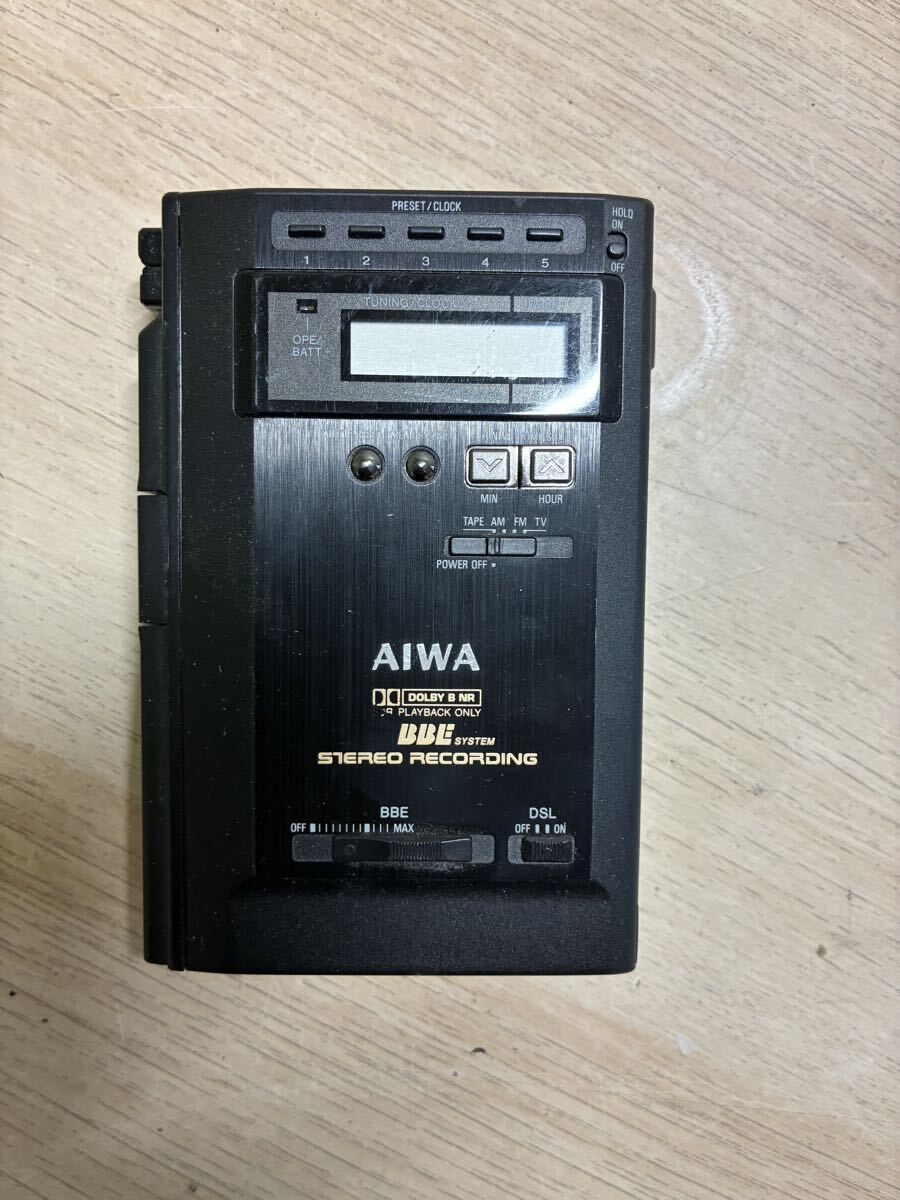 PRESET/CLOCK
HOLD
ON
OFF
1 2 3 4 5
TUNING/CLOCK
OPE/
BATT
MIN HOUR
TAPE AM FM TV
POWER OFF
AIWA
DOLBY B NR
PLAYBACK ONLY
BBE SYSTEM
STEREO RECORDING
BBE
OFF MAX
DSL
OFF ON